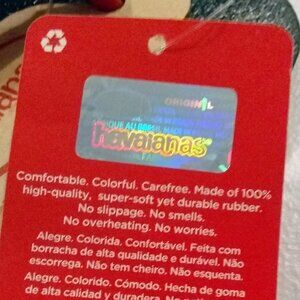 ORIGINAL
havaianas
Comfortable. Colorful. Carefree. Made of 100%
high-quality, super-soft yet durable rubber.
No slippage. No smells.
No overheating. No worries.
Alegre. Colorida. Confortável. Feita com
borracha de alta qualidade e durável. Não
escorrega. Não tem cheiro. Não esquenta.
Alegre. Colorido. Cómodo. Hecha de goma
de alta calidad y duradera. No